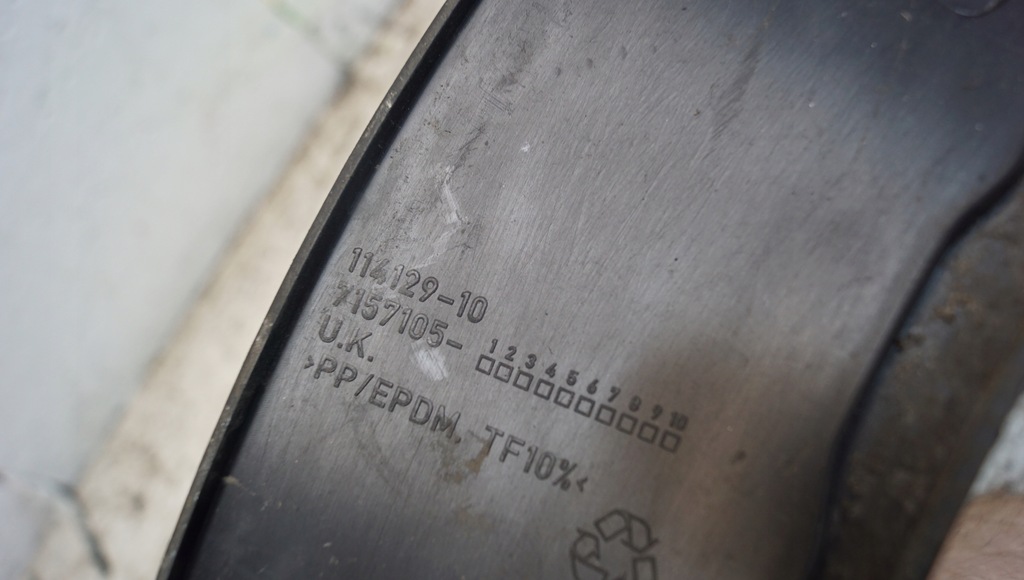 114129-10
7157105-
1 2 3 4 5 6 7 8 9 10
U.K.
>PP/EPDM, TF10%<